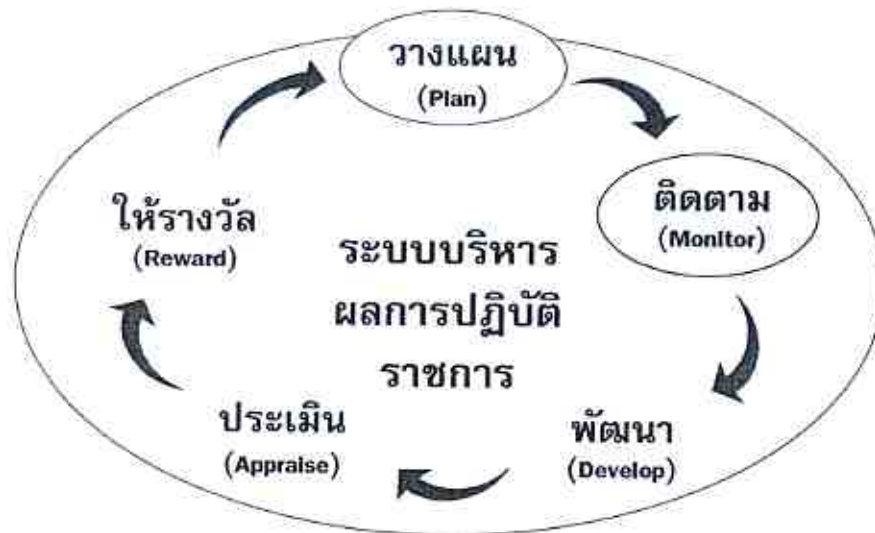 วางแผน
(Plan)
ติดตาม
(Monitor)
ให้รางวัล
(Reward)
ระบบบริหาร
ผลการปฏิบัติ
ราชการ
พัฒนา
(Develop)
ประเมิน
(Appraise)